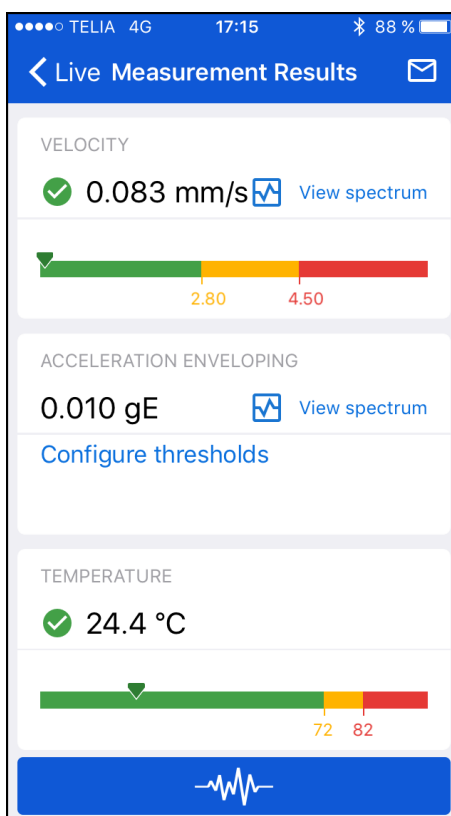 TELIA 4G 17:15 88 %
Live Measurement Results
VELOCITY
0.083 mm/s View spectrum
2.80 4.50
ACCELERATION ENVELOPING
0.010 gE View spectrum
Configure thresholds
TEMPERATURE
24.4 °C
72 82